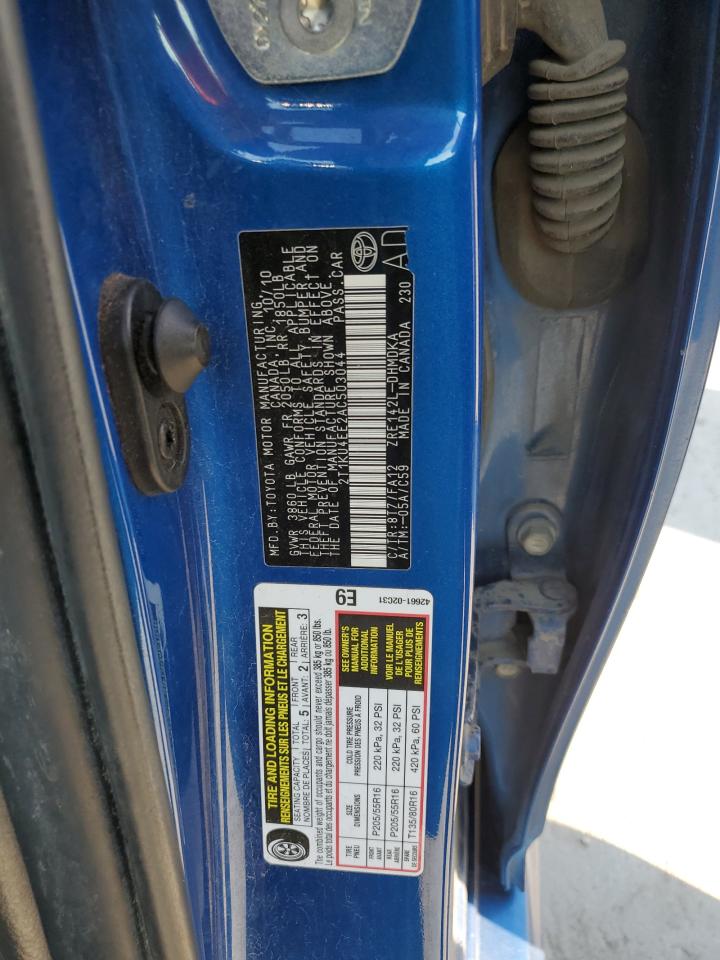 MFD.BY:TOYOTA MOTOR MANUFACTURING
CANADA, INC. 10/10
GVWR 3860LB GAWR FR 2050LB RR 1850LB
THIS VEHICLE CONFORMS TO ALL APPLICABLE
FEDERAL MOTOR VEHICLE SAFETY, BUMPER, AND
THEFT PREVENTION STANDARDS IN EFFECT ON
THE DATE OF MANUFACTURE SHOWN ABOVE.
2T1KU4EE2AC503044 PASS.CAR
C/TR:8T7/FA12 ZRE142L-DHMDKA
A/TM:-05A/C59 MADE IN CANADA 230
TIRE AND LOADING INFORMATION
RENSEIGNEMENTS SUR LES PNEUS ET LE CHARGEMENT
E9
SEATING CAPACITY TOTAL FRONT REAR
NOMBRE DE PLACES TOTAL: 5 AVANT: 2 ARRIÈRE: 3
The combined weight of occupants and cargo should never exceed 385 kg or 850 lbs.
Le poids total des occupants et du chargement ne doit jamais dépasser 385 kg ou 850 lb.
42661-02C31
TIRE SIZE COLD TIRE PRESSURE
PNEU DIMENSIONS PRESSION DES PNEUS À FROID
FRONT AVANT P205/55R16 220 kPa, 32 PSI
REAR ARRIÈRE P205/55R16 220 kPa, 32 PSI
SPARE DE SECOURS T135/80R16 420 kPa, 60 PSI
SEE OWNER'S
MANUAL FOR
ADDITIONAL
INFORMATION
VOIR LE MANUEL
DE L'USAGER
POUR PLUS DE
RENSEIGNEMENTS